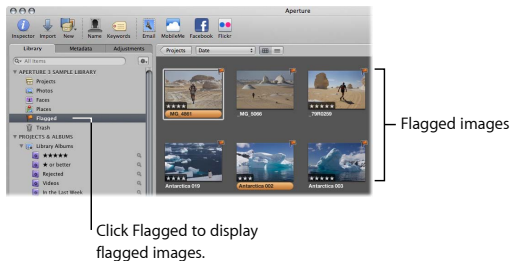 Aperture
Inspector Import New Name Keywords Email MobileMe Facebook Flickr
Library Metadata Adjustments
Projects Date
All Items
APERTURE 3 SAMPLE LIBRARY
Projects
Photos
Faces
Places
Flagged
Trash
PROJECTS & ALBUMS
Library Albums
★★★★★
★ or better
Rejected
Videos
In the Last Week
_MG_4881 _MG_5066 _79R0259
Antarctica 019 Antarctica 002 Antarctica 003
Flagged images
Click Flagged to display
flagged images.